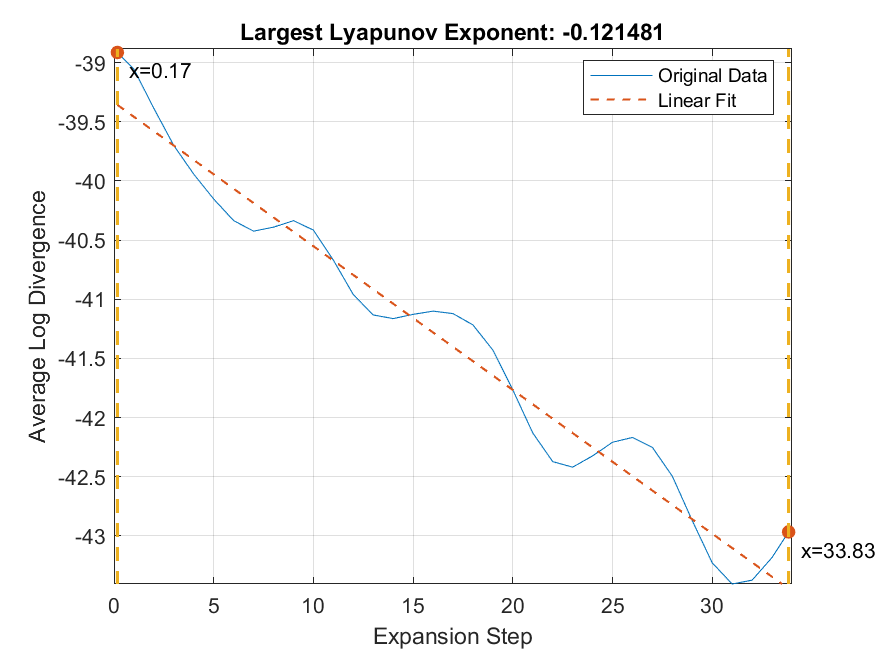 Largest Lyapunov Exponent: -0.121481
Original Data
Linear Fit
x=0.17
x=33.83
Average Log Divergence
-39
-39.5
-40
-40.5
-41
-41.5
-42
-42.5
-43
0 5 10 15 20 25 30
Expansion Step